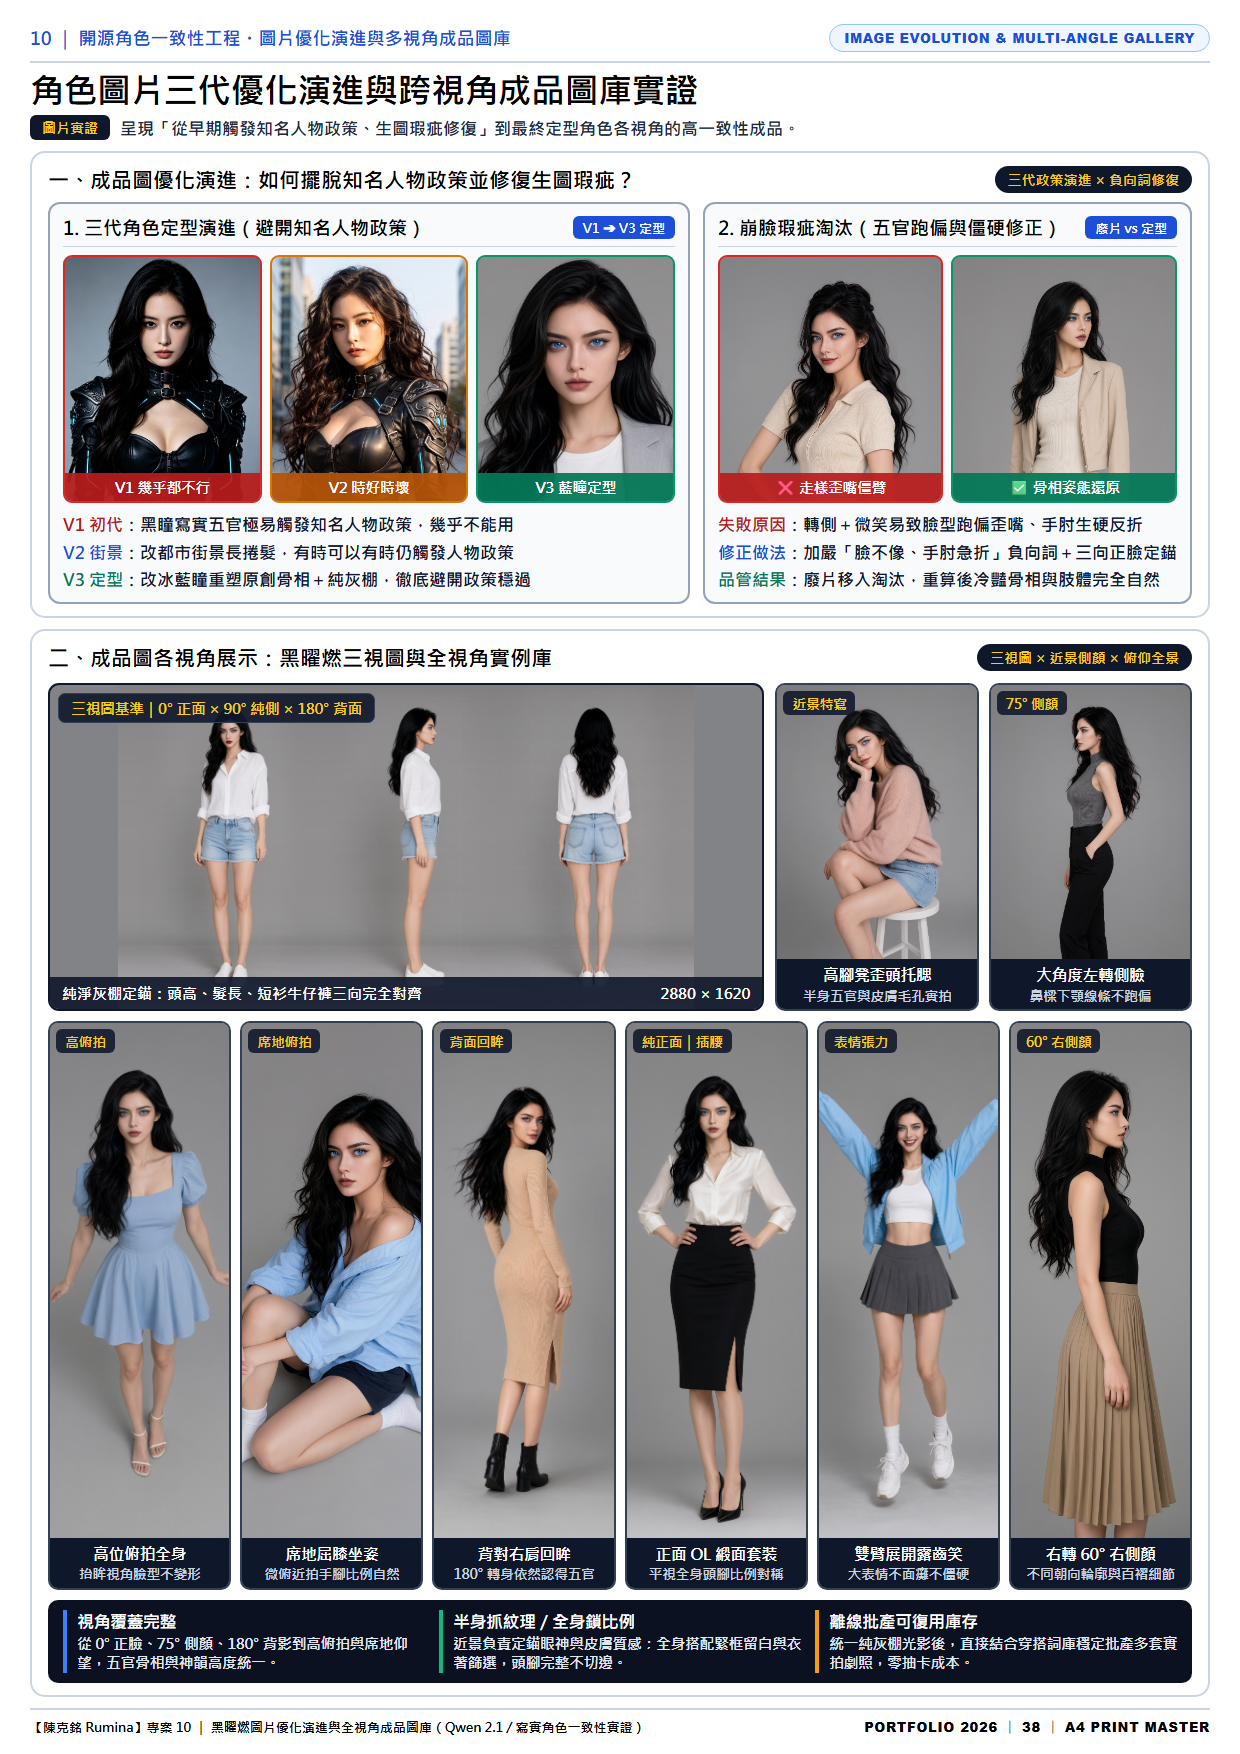 10 | 開源角色一致性工程・圖片優化演進與多視角成品圖庫
IMAGE EVOLUTION & MULTI-ANGLE GALLERY
角色圖片三代優化演進與跨視角成品圖庫實證
圖片實證
呈現「從早期觸發知名人物政策、生圖瑕疵修復」到最終定型角色各視角的高一致性成品。
一、成品圖優化演進：如何擺脫知名人物政策並修復生圖瑕疵？
三代政策演進 × 負向詞修復
1. 三代角色定型演進（避開知名人物政策）
V1 ➔ V3 定型
V1 幾乎都不行
V2 時好時壞
V3 藍瞳定型
V1 初代：黑瞳寫實五官極易觸發知名人物政策，幾乎不能用
V2 街景：改都市街景長捲髮，有時可以有時仍觸發人物政策
V3 定型：改冰藍瞳重塑原創骨相＋純灰棚，徹底避開政策穩過
2. 崩臉瑕疵淘汰（五官跑偏與僵硬修正）
廢片 vs 定型
❌ 走樣歪嘴僵臂
✅ 骨相姿態還原
失敗原因：轉側＋微笑易致臉型跑偏歪嘴、手肘生硬反折
修正做法：加嚴「臉不像、手肘急折」負向詞＋三向正臉定錨
品管結果：廢片移入淘汰，重算後冷豔骨相與肢體完全自然
二、成品圖各視角展示：黑曜燃三視圖與全視角實例庫
三視圖 × 近景側顏 × 俯仰全景
三視圖基準 | 0° 正面 × 90° 純側 × 180° 背面
純淨灰棚定錨：頭高、髮長、短衫牛仔褲三向完全對齊
2880 × 1620
近景特寫
高腳凳歪頭托腮
半身五官與皮膚毛孔實拍
75° 側顏
大角度左轉側臉
鼻樑下顎線條不跑偏
高俯拍
高位俯拍全身
抬眸視角臉型不變形
席地俯拍
席地屈膝坐姿
微俯近拍手腳比例自然
背面回眸
背對右肩回眸
180° 轉身依然認得五官
純正面 | 插腰
正面 OL 緞面套裝
平視全身頭腳比例對稱
表情張力
雙臂展開露齒笑
大表情不面癱不僵硬
60° 右側顏
右轉 60° 右側顏
不同朝向輪廓與百褶細節
視角覆蓋完整
從 0° 正臉、75° 側顏、180° 背影到高俯拍與席地仰
望，五官骨相與神韻高度統一。
半身抓紋理 / 全身鎖比例
近景負責定錨眼神與皮膚質感；全身搭配緊框留白與衣
著篩選，頭腳完整不切邊。
離線批產可復用庫存
統一純灰棚光影後，直接結合穿搭詞庫穩定批產多套實
拍劇照，零抽卡成本。
【陳克銘 Rumina】專案 10 | 黑曜燃圖片優化演進與全視角成品圖庫（Qwen 2.1 / 寫實角色一致性實證）
PORTFOLIO 2026 | 38 | A4 PRINT MASTER